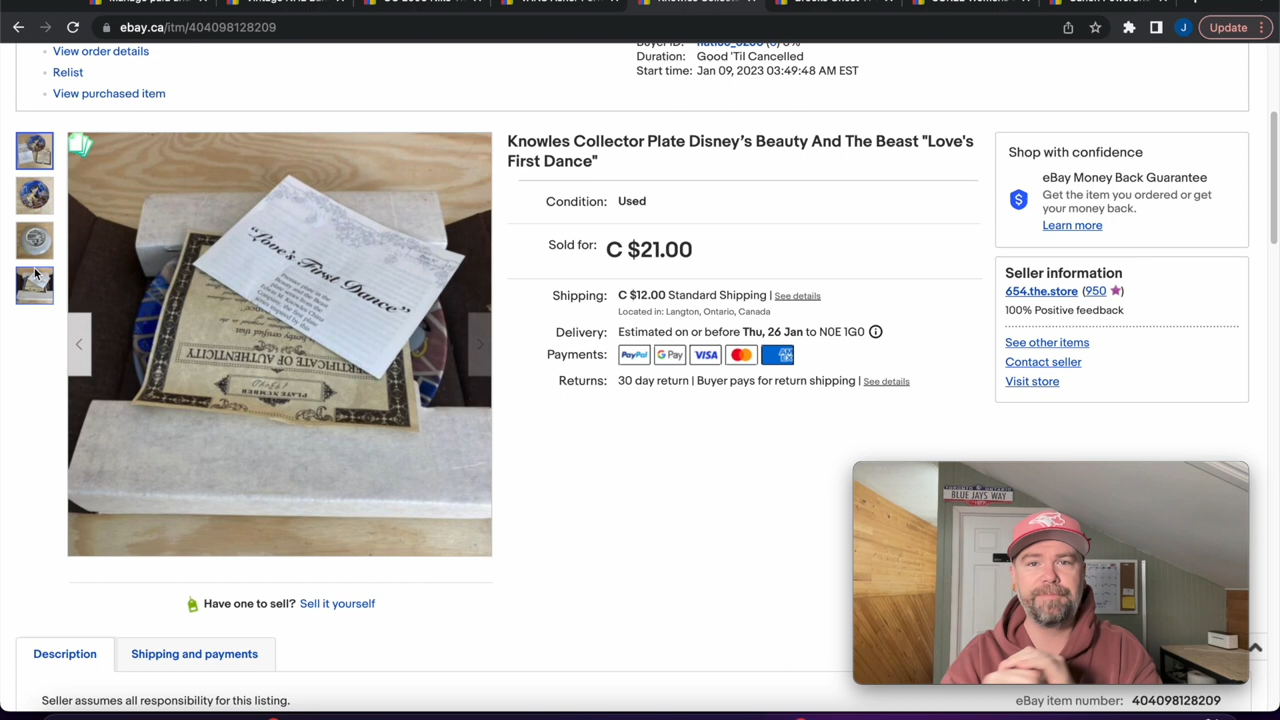 ebay.ca/itm/404098128209
J
Update
View order details
Relist
View purchased item
Duration: Good 'Til Cancelled
Start time: Jan 09, 2023 03:49:48 AM EST
Knowles Collector Plate Disney's Beauty And The Beast "Love's
First Dance"
Condition: Used
Sold for: C $21.00
Shipping: C $12.00 Standard Shipping | See details
Located in: Langton, Ontario, Canada
Delivery: Estimated on or before Thu, 26 Jan to N0E 1G0
Payments: PayPal G Pay VISA
Returns: 30 day return | Buyer pays for return shipping | See details
Shop with confidence
eBay Money Back Guarantee
Get the item you ordered or get
your money back.
Learn more
Seller information
654.the.store (950)
100% Positive feedback
See other items
Contact seller
Visit store
"Love's First Dance"
CERTIFICATE OF AUTHENTICITY
PLATE NUMBER
BLUE JAYS WAY
Have one to sell? Sell it yourself
Description
Shipping and payments
Seller assumes all responsibility for this listing.
eBay item number: 404098128209